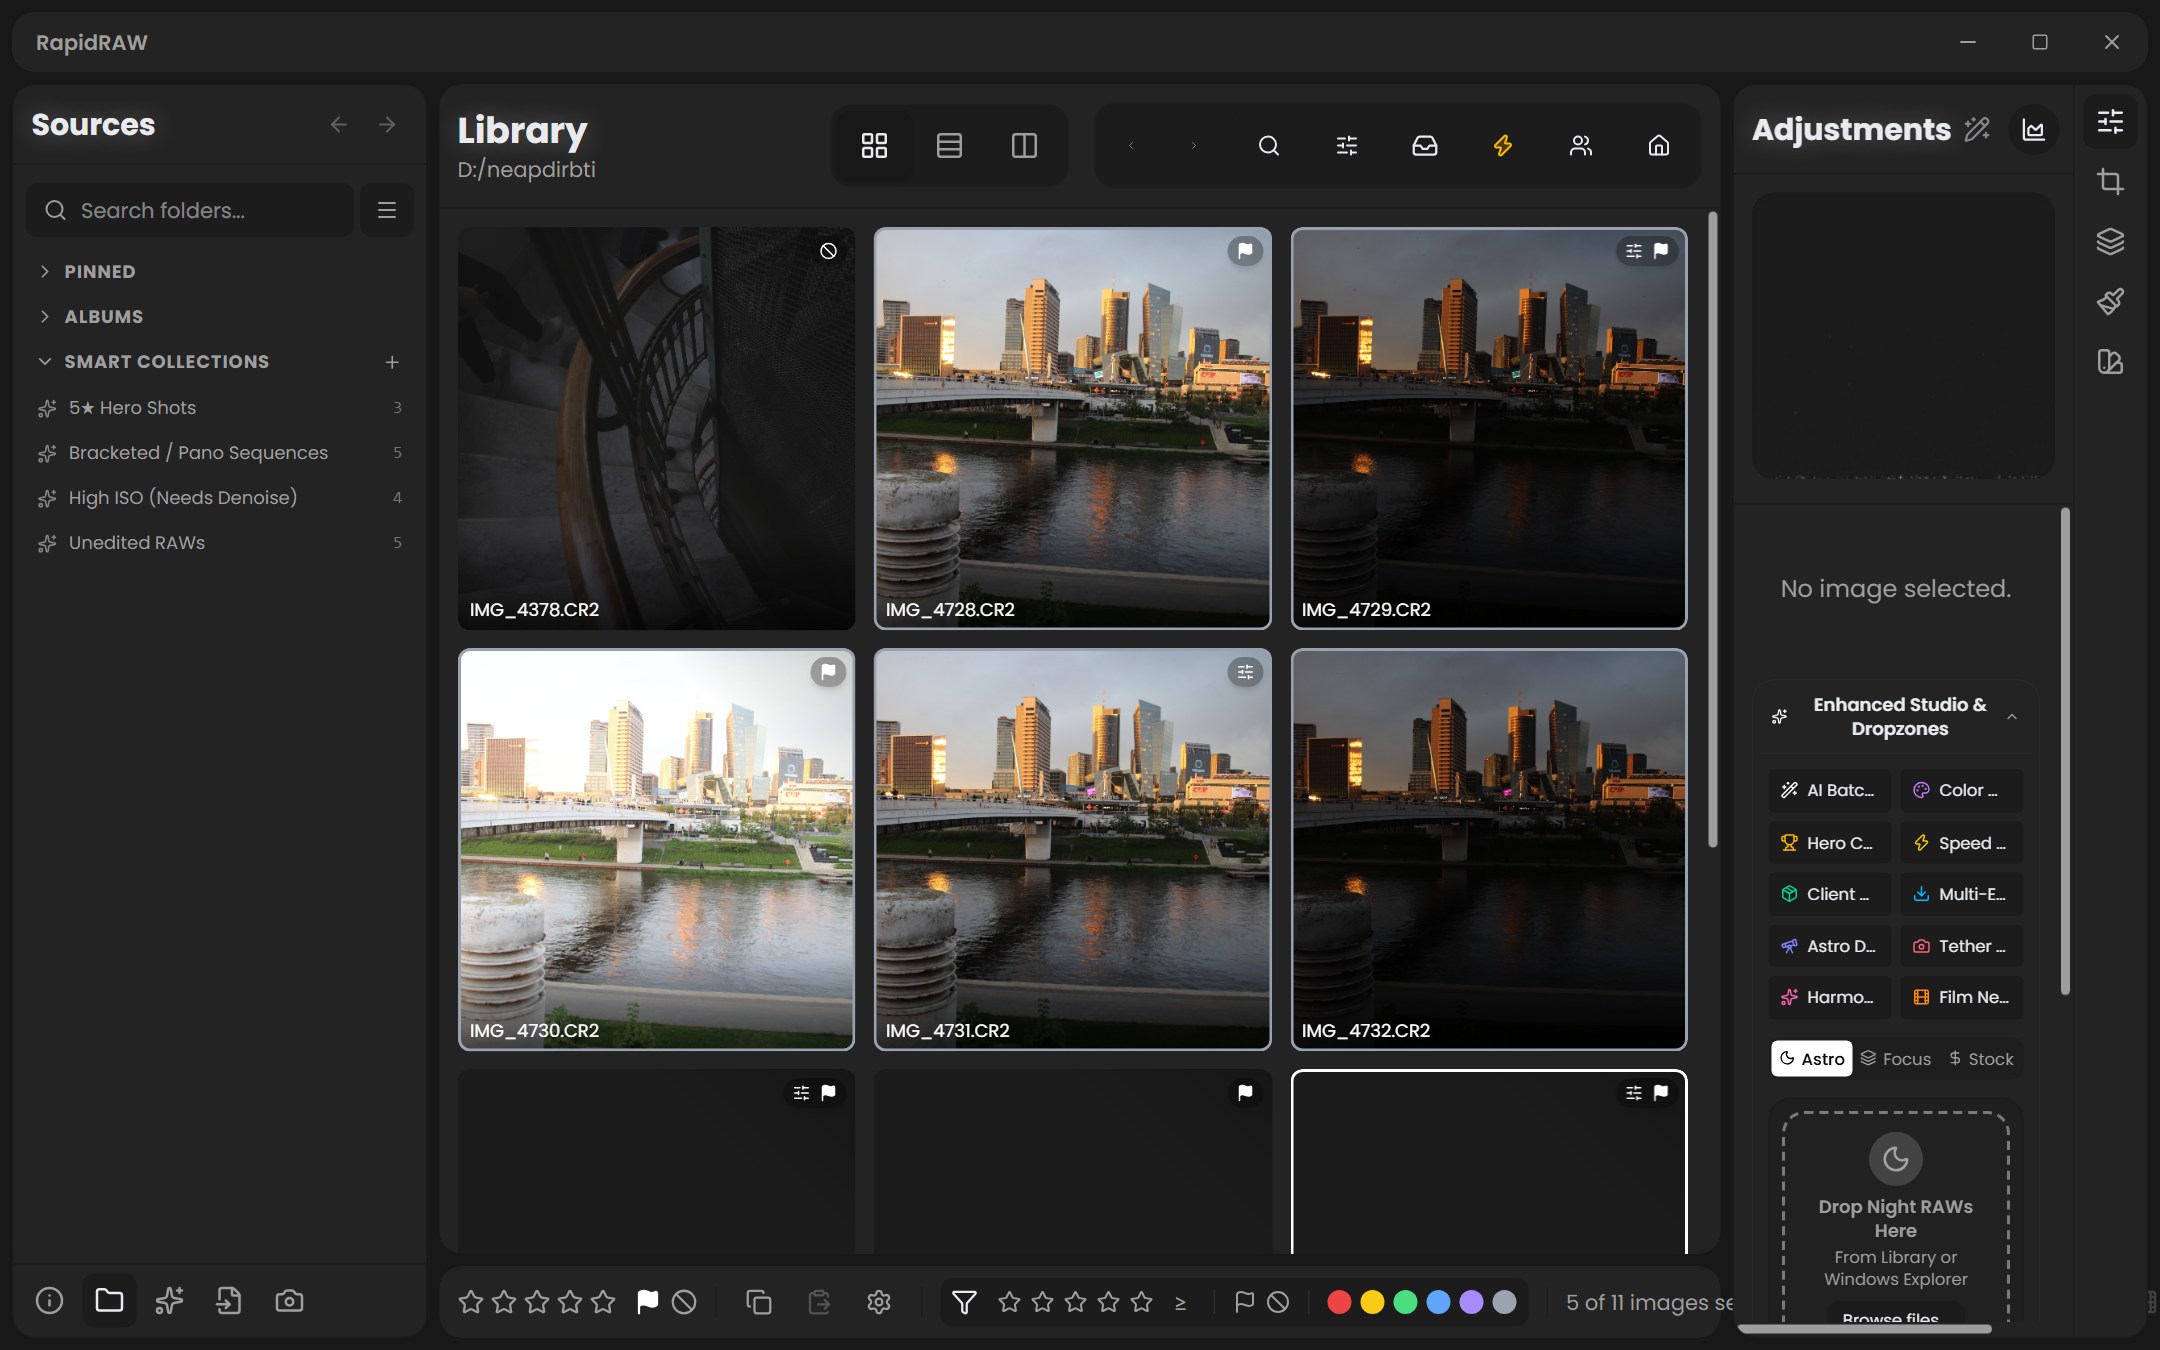 RapidRAW
Sources
Search folders...
PINNED
ALBUMS
SMART COLLECTIONS
5★ Hero Shots 3
Bracketed / Pano Sequences 5
High ISO (Needs Denoise) 4
Unedited RAWs 5
Library
D:/neapdirbti
IMG_4378.CR2
IMG_4728.CR2
IMG_4729.CR2
IMG_4730.CR2
IMG_4731.CR2
IMG_4732.CR2
≥
5 of 11 images se
Adjustments
No image selected.
Enhanced Studio &
Dropzones
AI Batc...
Color ...
Hero C...
Speed ...
Client ...
Multi-E...
Astro D...
Tether ...
Harmo...
Film Ne...
Astro
Focus
Stock
Drop Night RAWs
Here
From Library or
Windows Explorer
Browse files